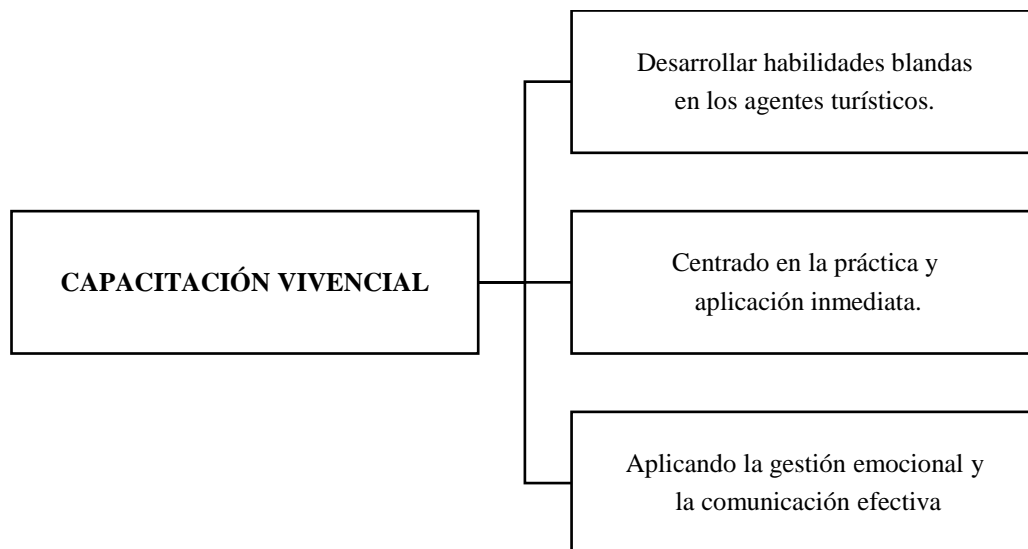 Desarrollar habilidades blandas
en los agentes turísticos.
CAPACITACIÓN VIVENCIAL
Centrado en la práctica y
aplicación inmediata.
Aplicando la gestión emocional y
la comunicación efectiva